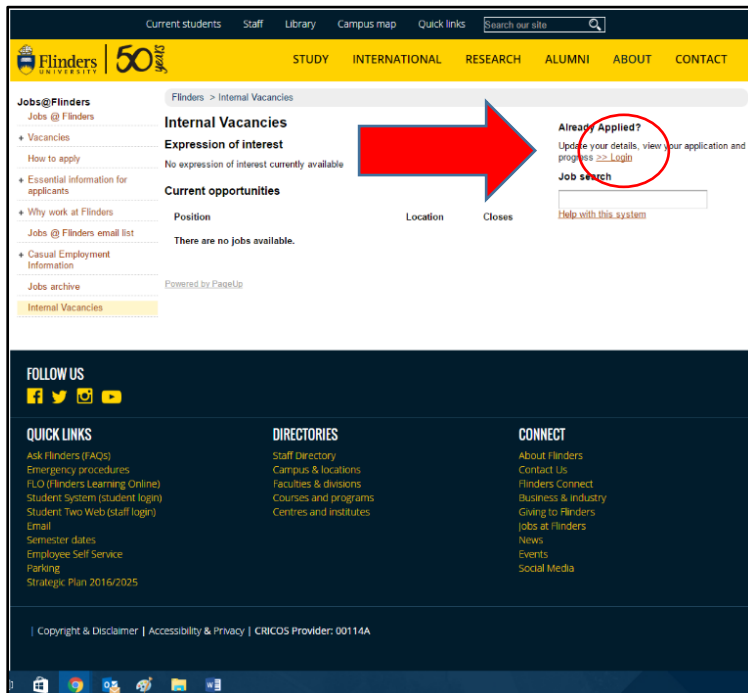 Current students Staff Library Campus map Quick links Search our site
Flinders UNIVERSITY 50 years
STUDY INTERNATIONAL RESEARCH ALUMNI ABOUT CONTACT
Jobs@Flinders
Jobs @ Flinders
+ Vacancies
How to apply
+ Essential information for
applicants
+ Why work at Flinders
Jobs @ Flinders email list
+ Casual Employment
Information
Jobs archive
Internal Vacancies
Flinders > Internal Vacancies
Internal Vacancies
Expression of interest
No expression of interest currently available
Current opportunities
Position Location Closes
There are no jobs available.
Powered by PageUp
Already Applied?
Update your details, view your application and
progress >> Login
Job search
Help with this system
FOLLOW US
QUICK LINKS
Ask Flinders (FAQs)
Emergency procedures
FLO (Flinders Learning Online)
Student System (student login)
Student Two Web (staff login)
Email
Semester dates
Employee Self Service
Parking
Strategic Plan 2016/2025
DIRECTORIES
Staff Directory
Campus & locations
Faculties & divisions
Courses and programs
Centres and institutes
CONNECT
About Flinders
Contact Us
Flinders Connect
Business & industry
Giving to Flinders
Jobs at Flinders
News
Events
Social Media
| Copyright & Disclaimer | Accessibility & Privacy | CRICOS Provider: 00114A